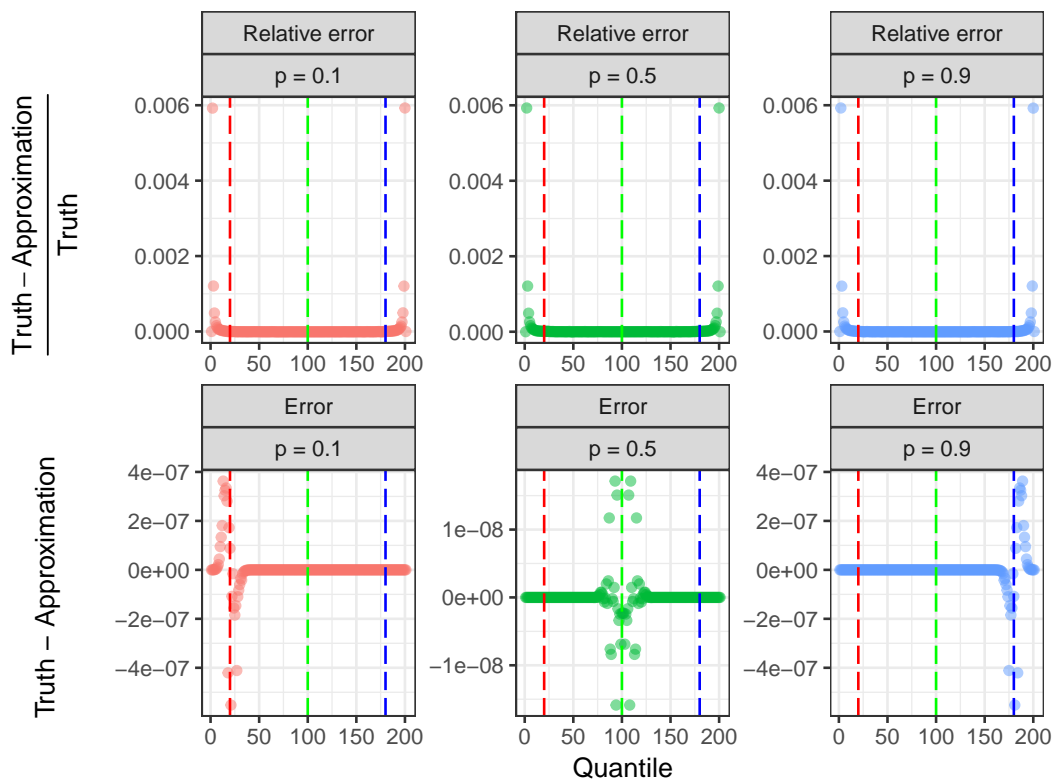 Relative error
Relative error
Relative error
p = 0.1
p = 0.5
p = 0.9
Truth − Approximation
Truth
0.006
0.004
0.002
0.000
0.006
0.004
0.002
0.000
0.006
0.004
0.002
0.000
0 50 100 150 200
0 50 100 150 200
0 50 100 150 200
Error
Error
Error
p = 0.1
p = 0.5
p = 0.9
Truth − Approximation
4e−07
2e−07
0e+00
−2e−07
−4e−07
1e−08
0e+00
−1e−08
4e−07
2e−07
0e+00
−2e−07
−4e−07
0 50 100 150 200
0 50 100 150 200
0 50 100 150 200
Quantile